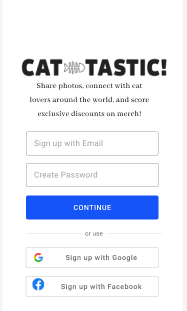 CAT TASTIC!
Share photos, connect with cat
lovers around the world, and score
exclusive discounts on merch!
Sign up with Email
Create Password
CONTINUE
or use
Sign up with Google
Sign up with Facebook